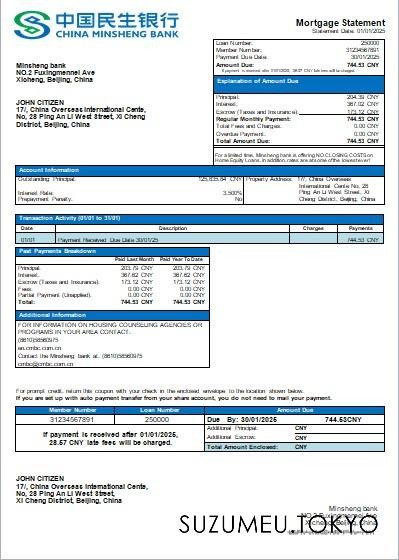 中国民生银行
CHINA MINSHENG BANK
Mortgage Statement
Statement Date: 01/01/2025
Loan Number: 250000
Member Number: 31234567891
Payment Due Date: 30/01/2025
Amount Due: 744.53 CNY
If payment is received after 01/01/2025, 28.57 CNY late fees will be charged.
Minsheng bank
NO.2 Fuxingmennei Ave
Xicheng, Beijing, China
JOHN CITIZEN
17/, China Overseas International Cente,
No, 28 Ping An Li West Street, Xi Cheng
District, Beijing, China
Explanation of Amount Due
Principal: 204.39 CNY
Interest: 367.02 CNY
Escrow (Taxes and Insurance): 173.12 CNY
Regular Monthly Payment: 744.53 CNY
Total Fees and Charges: 0.00 CNY
Overdue Payment: 0.00 CNY
Total Amount Due: 744.53 CNY
For a limited time, Minsheng bank is offering NO CLOSING COSTS on
Home Equity Loans. In addition, rates are at some of the lowest ever!
Account Information
Outstanding Principal: 125,835.84 CNY
Interest Rate: 3.500%
Prepayment Penalty: No
Property Address: 17/, China Overseas
International Cente No, 28
Ping An Li West Street, Xi
Cheng District, Beijing, China
Transaction Activity (01/01 to 31/01)
Date Description Charges Payments
01/01 Payment Received Due Date 30/01/25 744.53 CNY
Past Payments Breakdown
Paid Last Month Paid Year To Date
Principal: 203.79 CNY 203.79 CNY
Interest: 367.62 CNY 367.62 CNY
Escrow (Taxes and Insurance): 173.12 CNY 173.12 CNY
Fees: 0.00 CNY 0.00 CNY
Partial Payment (Unapplied): 0.00 CNY 0.00 CNY
Total: 744.53 CNY 744.53 CNY
Additional Information
FOR INFORMATION ON HOUSING COUNSELING AGENCIES OR
PROGRAMS IN YOUR AREA CONTACT:
(8610)58560975
en.cmbc.com.cn
Contact the Minsheng bank at. (8610)58560975
cmbc@cmbc.com.cn
For prompt credit, return this coupon with your check in the enclosed envelope to the location shown below.
If you are set up with auto payment transfer from your share account, you do not need to mail your payment.
Member Number Loan Number Amount Due
31234567891 250000 Due By: 30/01/2025 744.53CNY
If payment is received after 01/01/2025,
28.57 CNY late fees will be charged.
Additional Principal: CNY
Additional Escrow: CNY
Total Amount Enclosed: CNY
JOHN CITIZEN
17/, China Overseas International Cente,
No, 28 Ping An Li West Street,
Xi Cheng District, Beijing, China
Minsheng bank
NO.2 Fuxingmennei Ave
Xicheng, Beijing, China
SUZUMEU.TOKYO